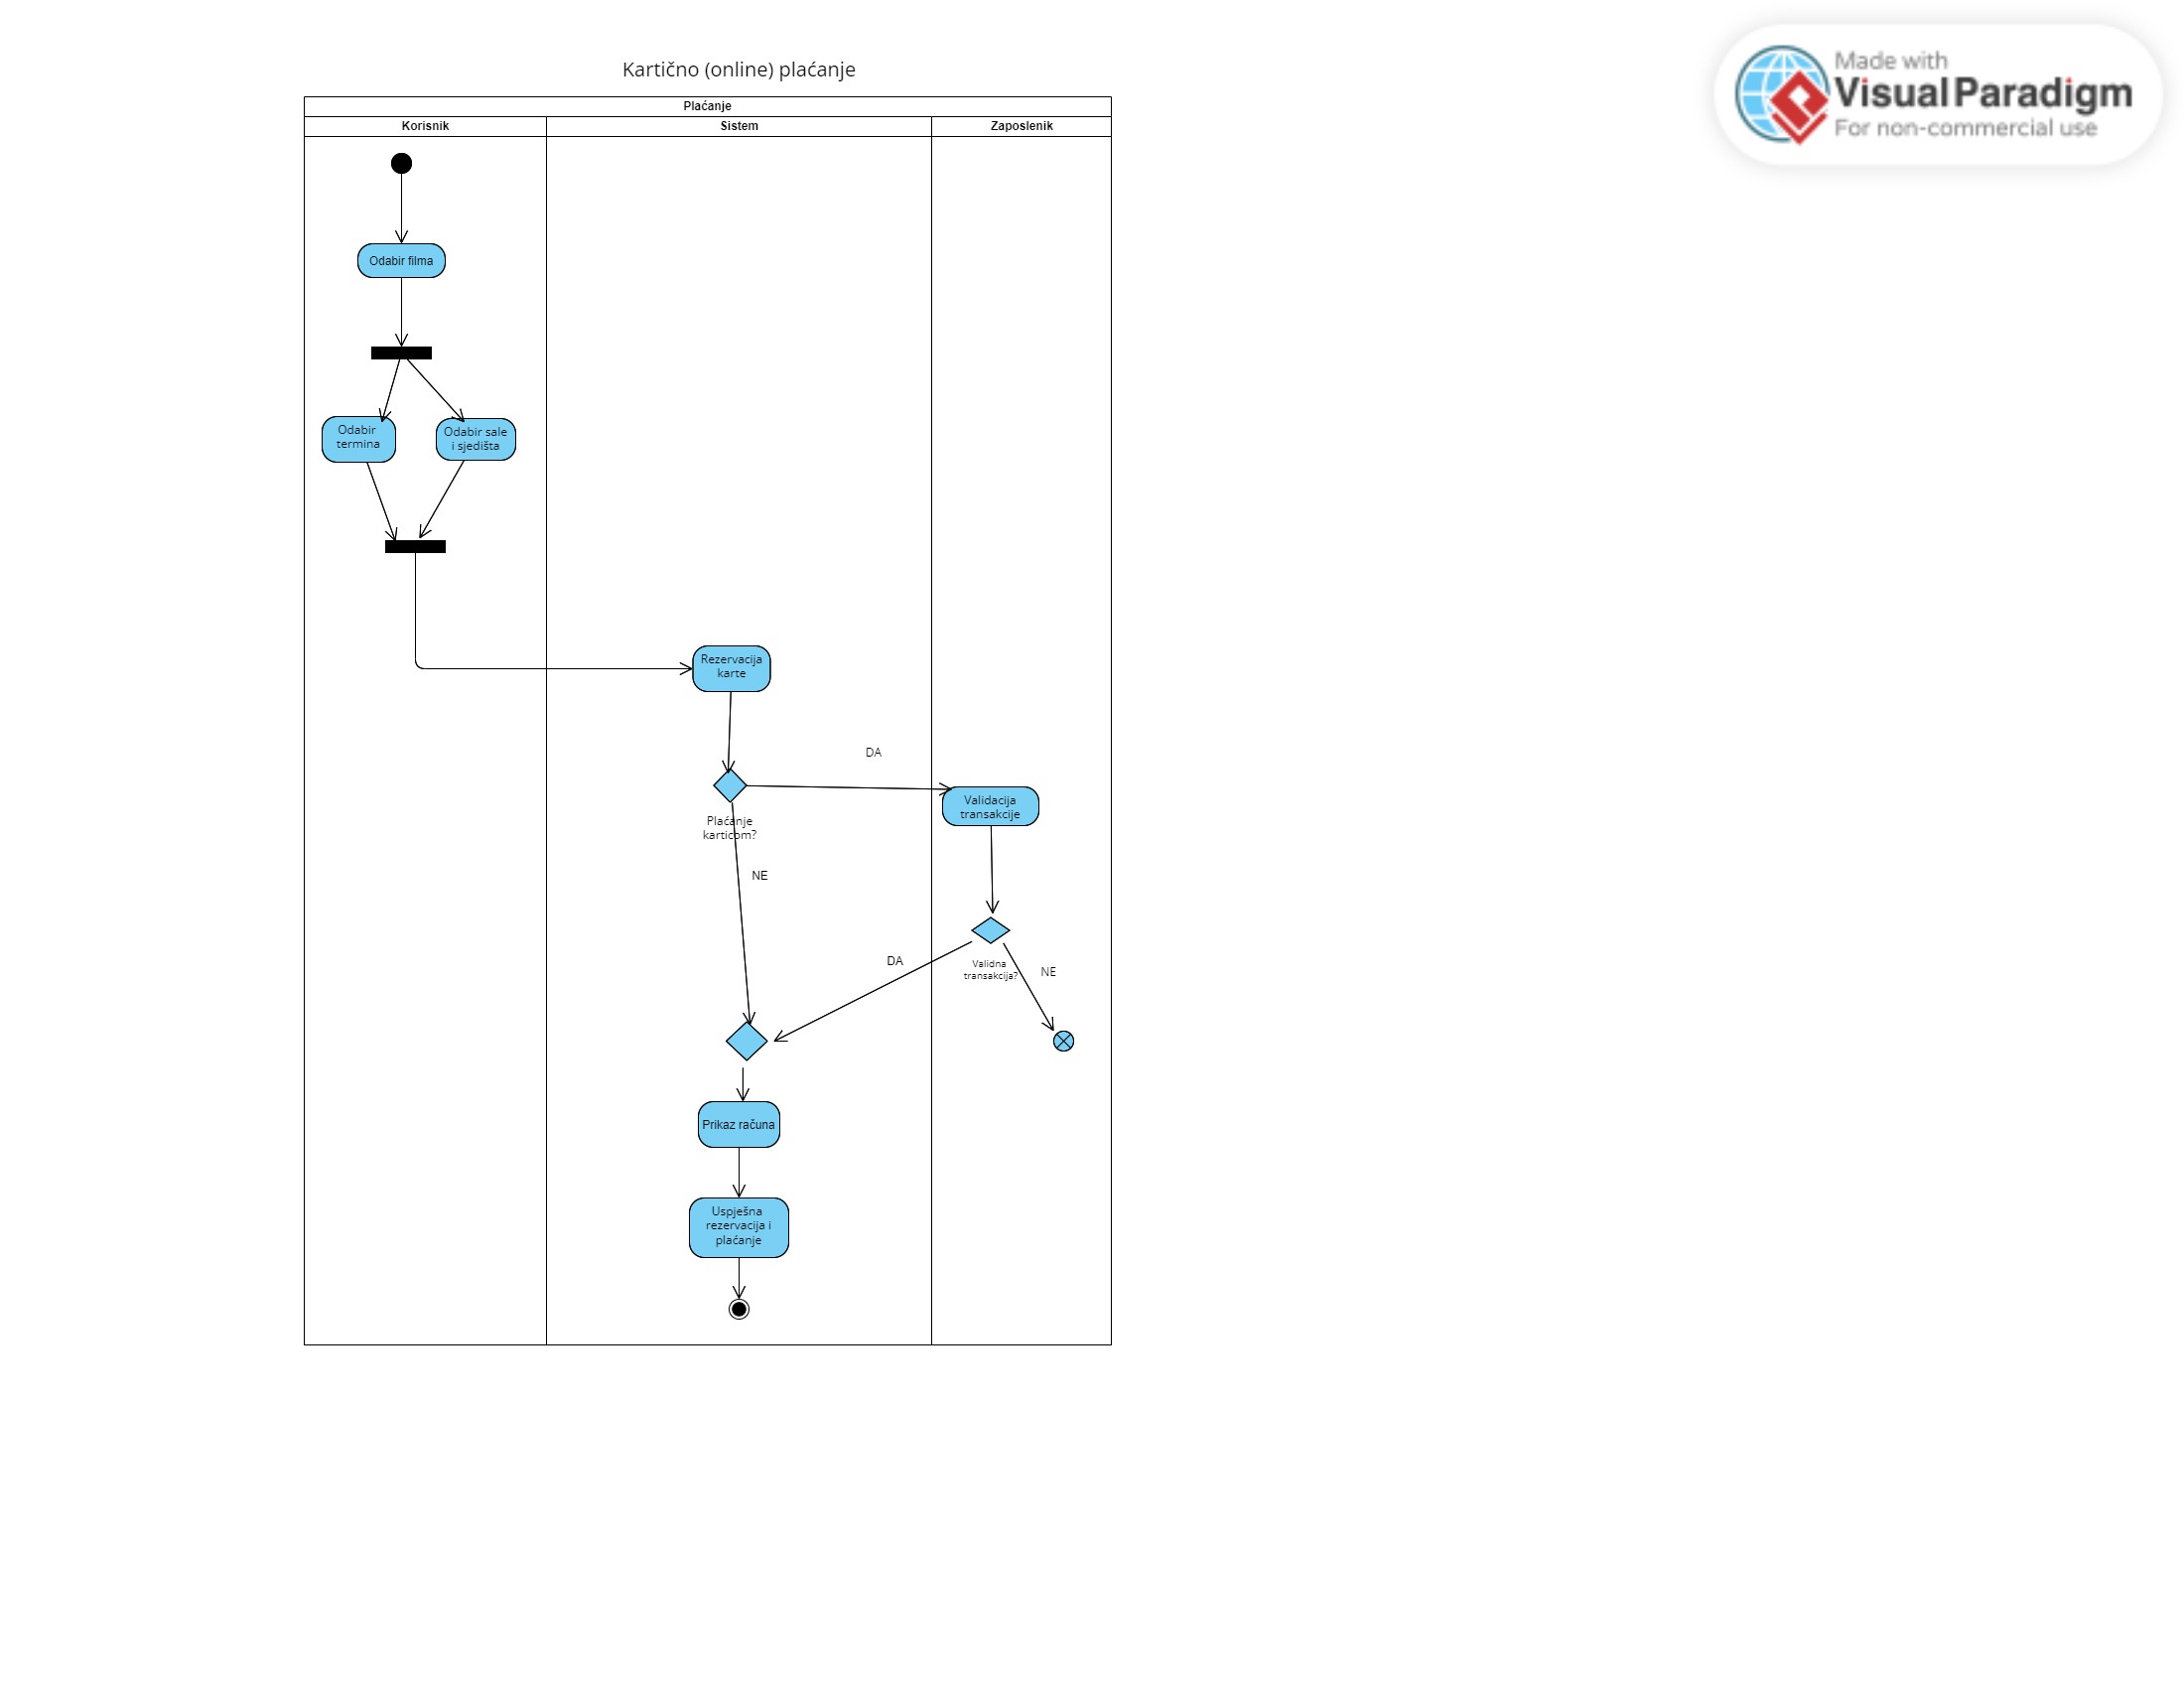 Made with
Visual Paradigm
For non-commercial use
Kartično (online) plaćanje
Plaćanje
Korisnik
Sistem
Zaposlenik
Odabir filma
Odabir
termina
Odabir sale
i sjedišta
Rezervacija
karte
DA
Validacija
transakcije
Plaćanje
karticom?
NE
DA
Validna
transakcija?
NE
Prikaz računa
Uspješna
rezervacija i
plaćanje